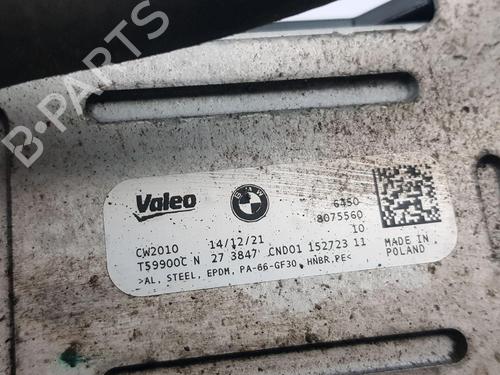 B-PARTS
Valeo
BMW
6450
8075560
10
CW2010 14/12/21
T59900C N 27 3847 CND01 152723 11
>AL, STEEL, EPDM, PA-66-GF30, HNBR,PE<
MADE IN
POLAND